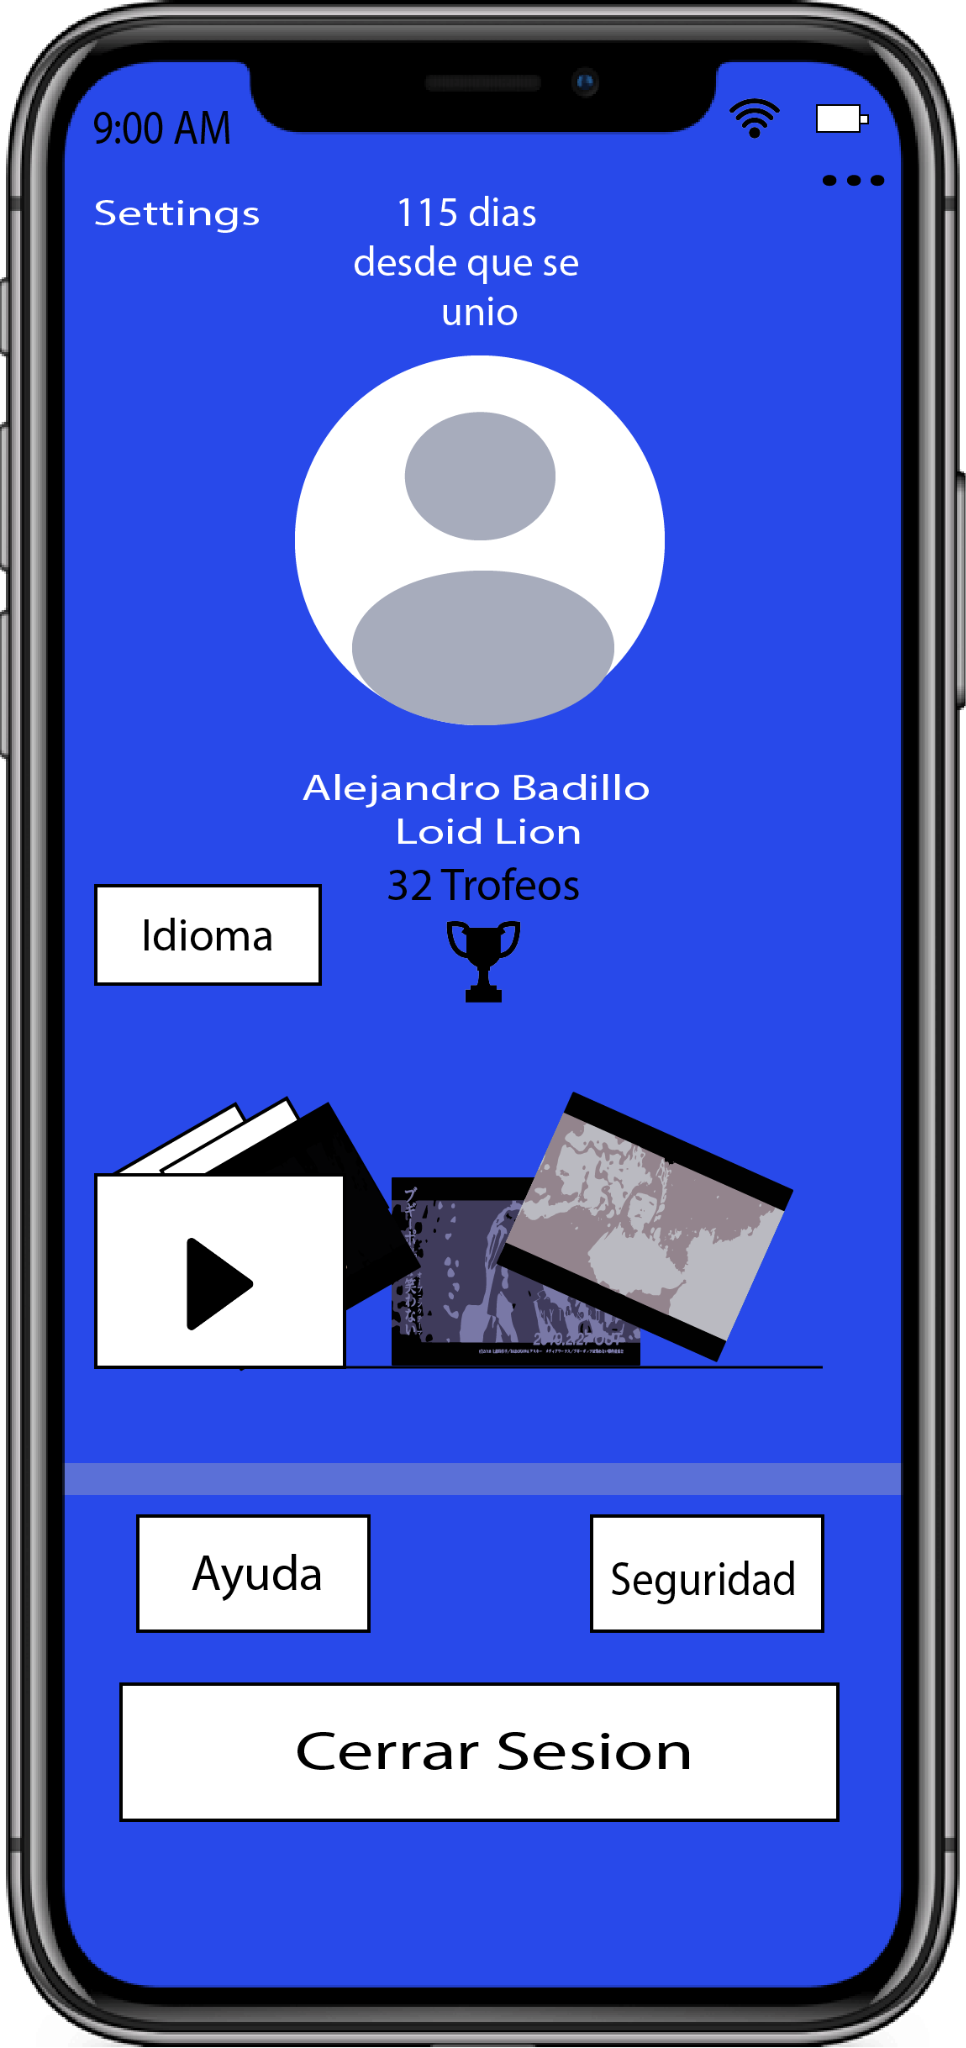 9:00 AM
Settings
115 dias
desde que se
unio
Alejandro Badillo
Loid Lion
32 Trofeos
Idioma
2019.2.27 OUT
Ayuda
Seguridad
Cerrar Sesion